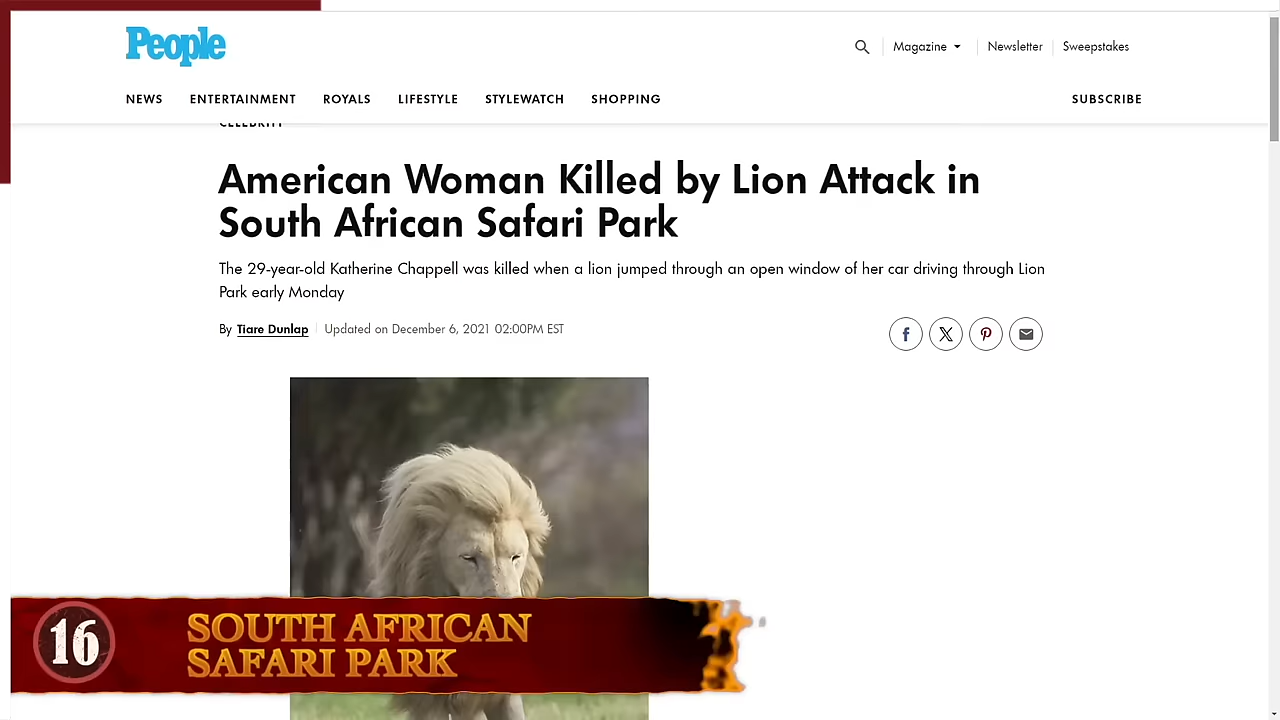 People
Magazine
Newsletter
Sweepstakes
NEWS
ENTERTAINMENT
ROYALS
LIFESTYLE
STYLEWATCH
SHOPPING
SUBSCRIBE
CELEBRITY
American Woman Killed by Lion Attack in
South African Safari Park
The 29-year-old Katherine Chappell was killed when a lion jumped through an open window of her car driving through Lion
Park early Monday
By Tiare Dunlap
Updated on December 6, 2021 02:00PM EST
16
SOUTH AFRICAN
SAFARI PARK